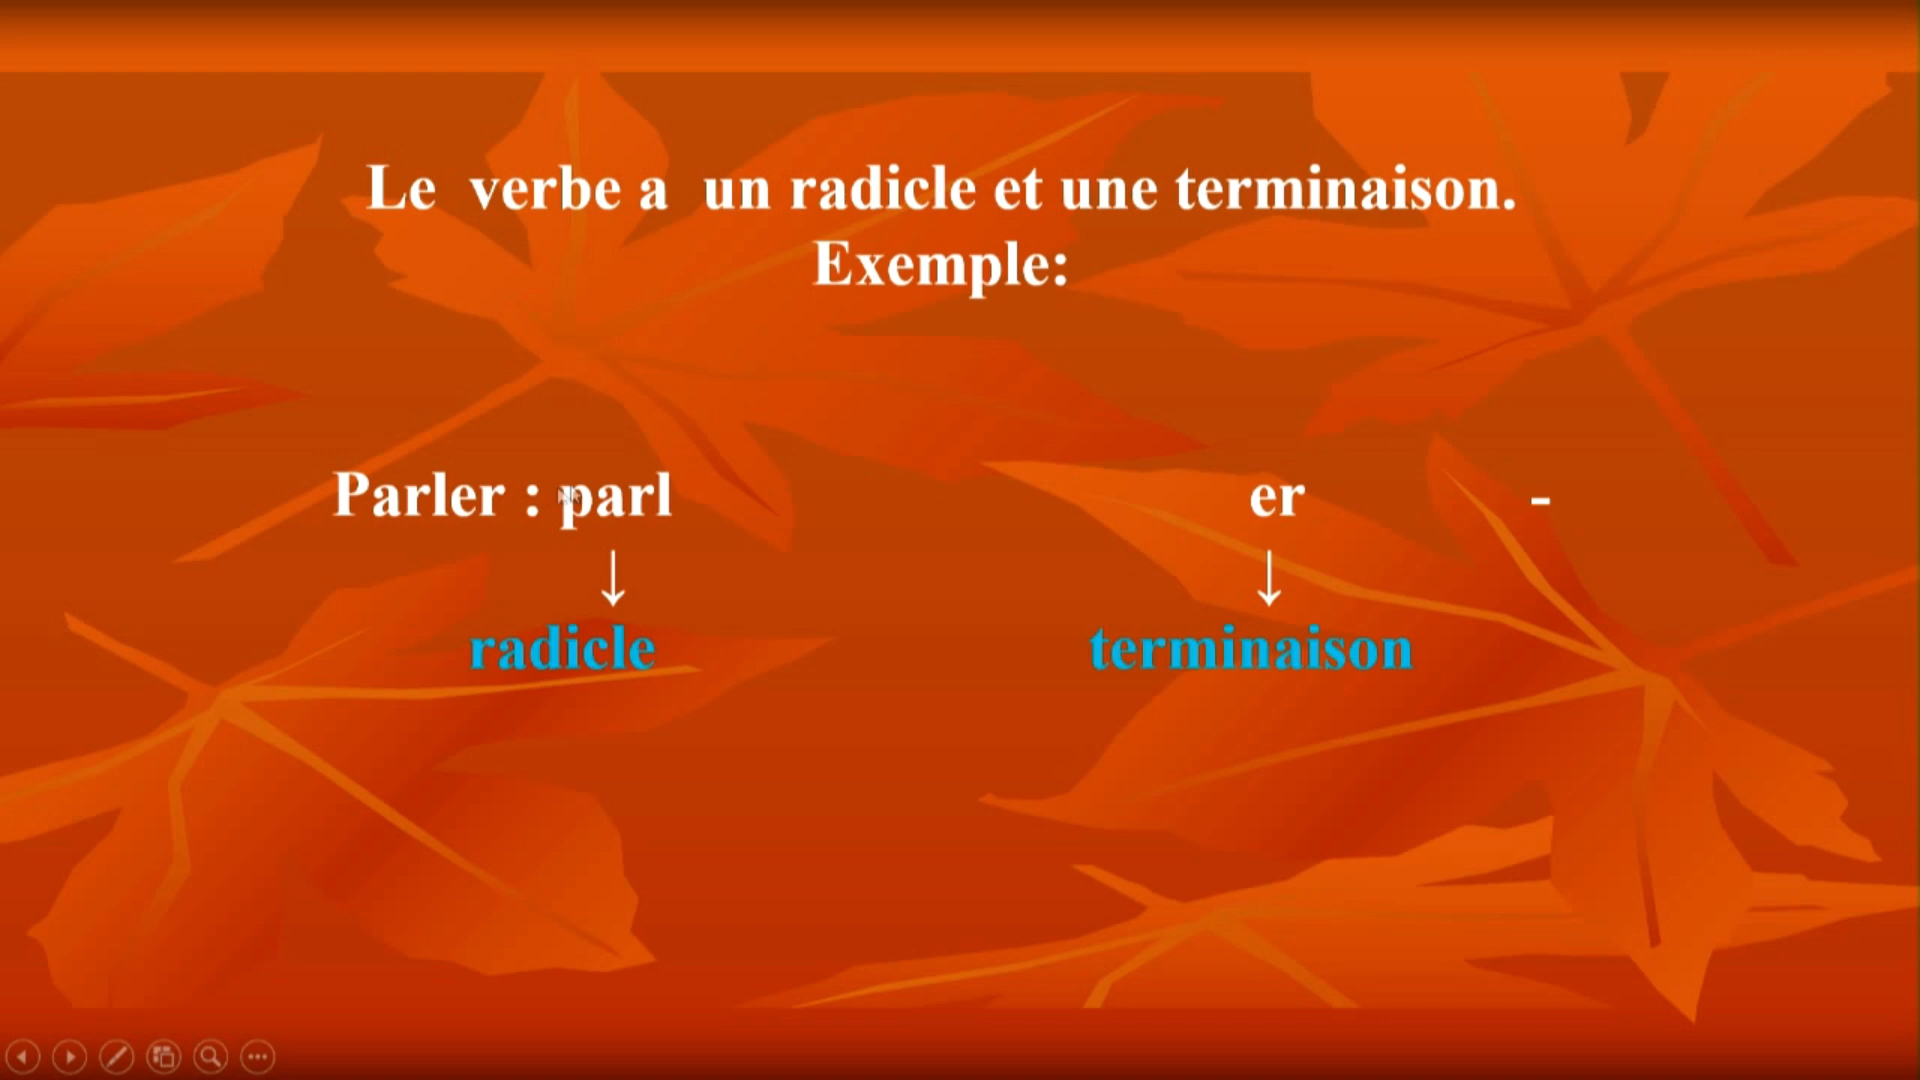 Le verbe a un radicle et une terminaison.
Exemple:
Parler : parl er -
↓ ↓
radicle terminaison